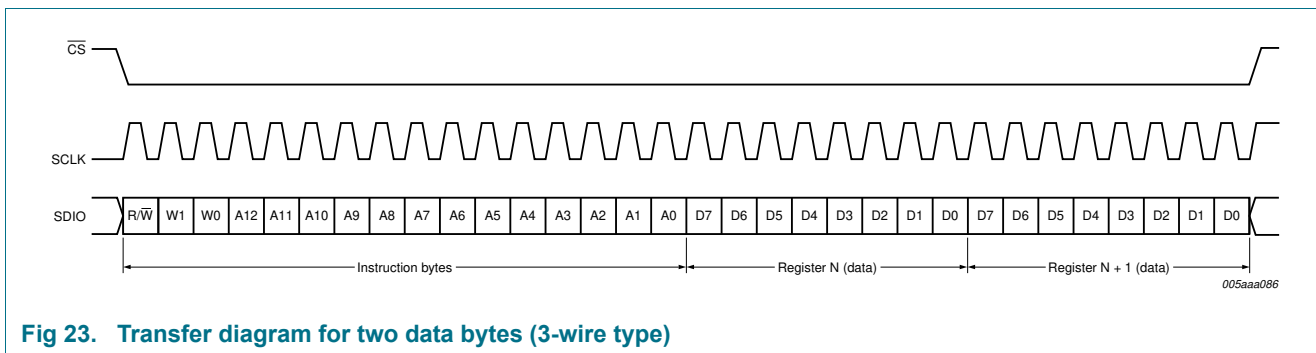 CS
SCLK
SDIO R/W W1 W0 A12 A11 A10 A9 A8 A7 A6 A5 A4 A3 A2 A1 A0 D7 D6 D5 D4 D3 D2 D1 D0 D7 D6 D5 D4 D3 D2 D1 D0
Instruction bytes Register N (data) Register N + 1 (data)
005aaa086
Fig 23. Transfer diagram for two data bytes (3-wire type)